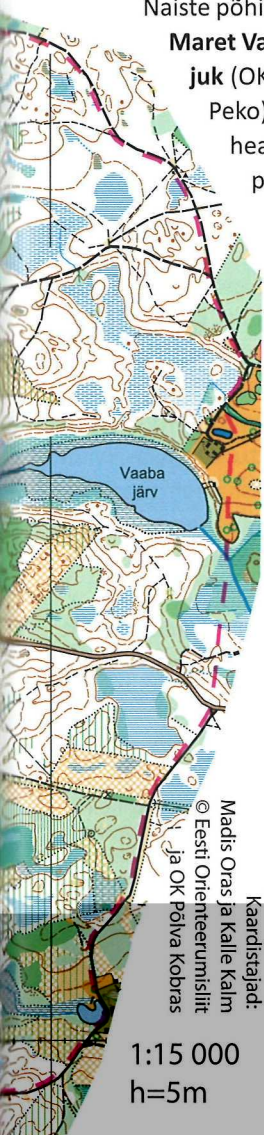 Naiste põhi
Maret Va
juk (OK
Peko)
hea
p
Vaaba
järv
Kaardistajad:
Madis Oras ja Kalle Kalm
© Eesti Orienteerumisliit
ja OK Põlva Kobras
1:15 000
h=5m